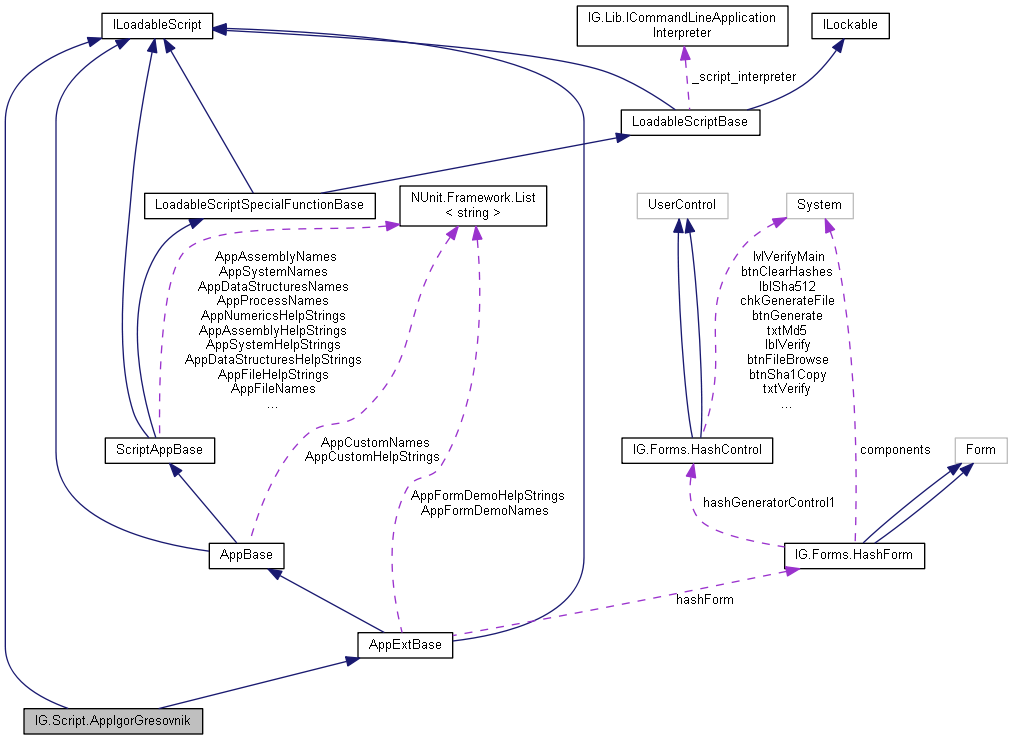 ILoadableScript
IG.Lib.ICommandLineApplication
Interpreter
ILockable
_script_interpreter
LoadableScriptBase
LoadableScriptSpecialFunctionBase
NUnit.Framework.List
< string >
UserControl
System
AppAssemblyNames
AppSystemNames
AppDataStructuresNames
AppProcessNames
AppNumericsHelpStrings
AppAssemblyHelpStrings
AppSystemHelpStrings
AppDataStructuresHelpStrings
AppFileHelpStrings
AppFileNames
...
lvlVerifyMain
btnClearHashes
lblSha512
chkGenerateFile
btnGenerate
txtMd5
lblVerify
btnFileBrowse
btnSha1Copy
txtVerify
...
ScriptAppBase
AppCustomNames
AppCustomHelpStrings
IG.Forms.HashControl
components
Form
AppFormDemoHelpStrings
AppFormDemoNames
hashGeneratorControl1
AppBase
IG.Forms.HashForm
hashForm
AppExtBase
IG.Script.AppIgorGresovnik